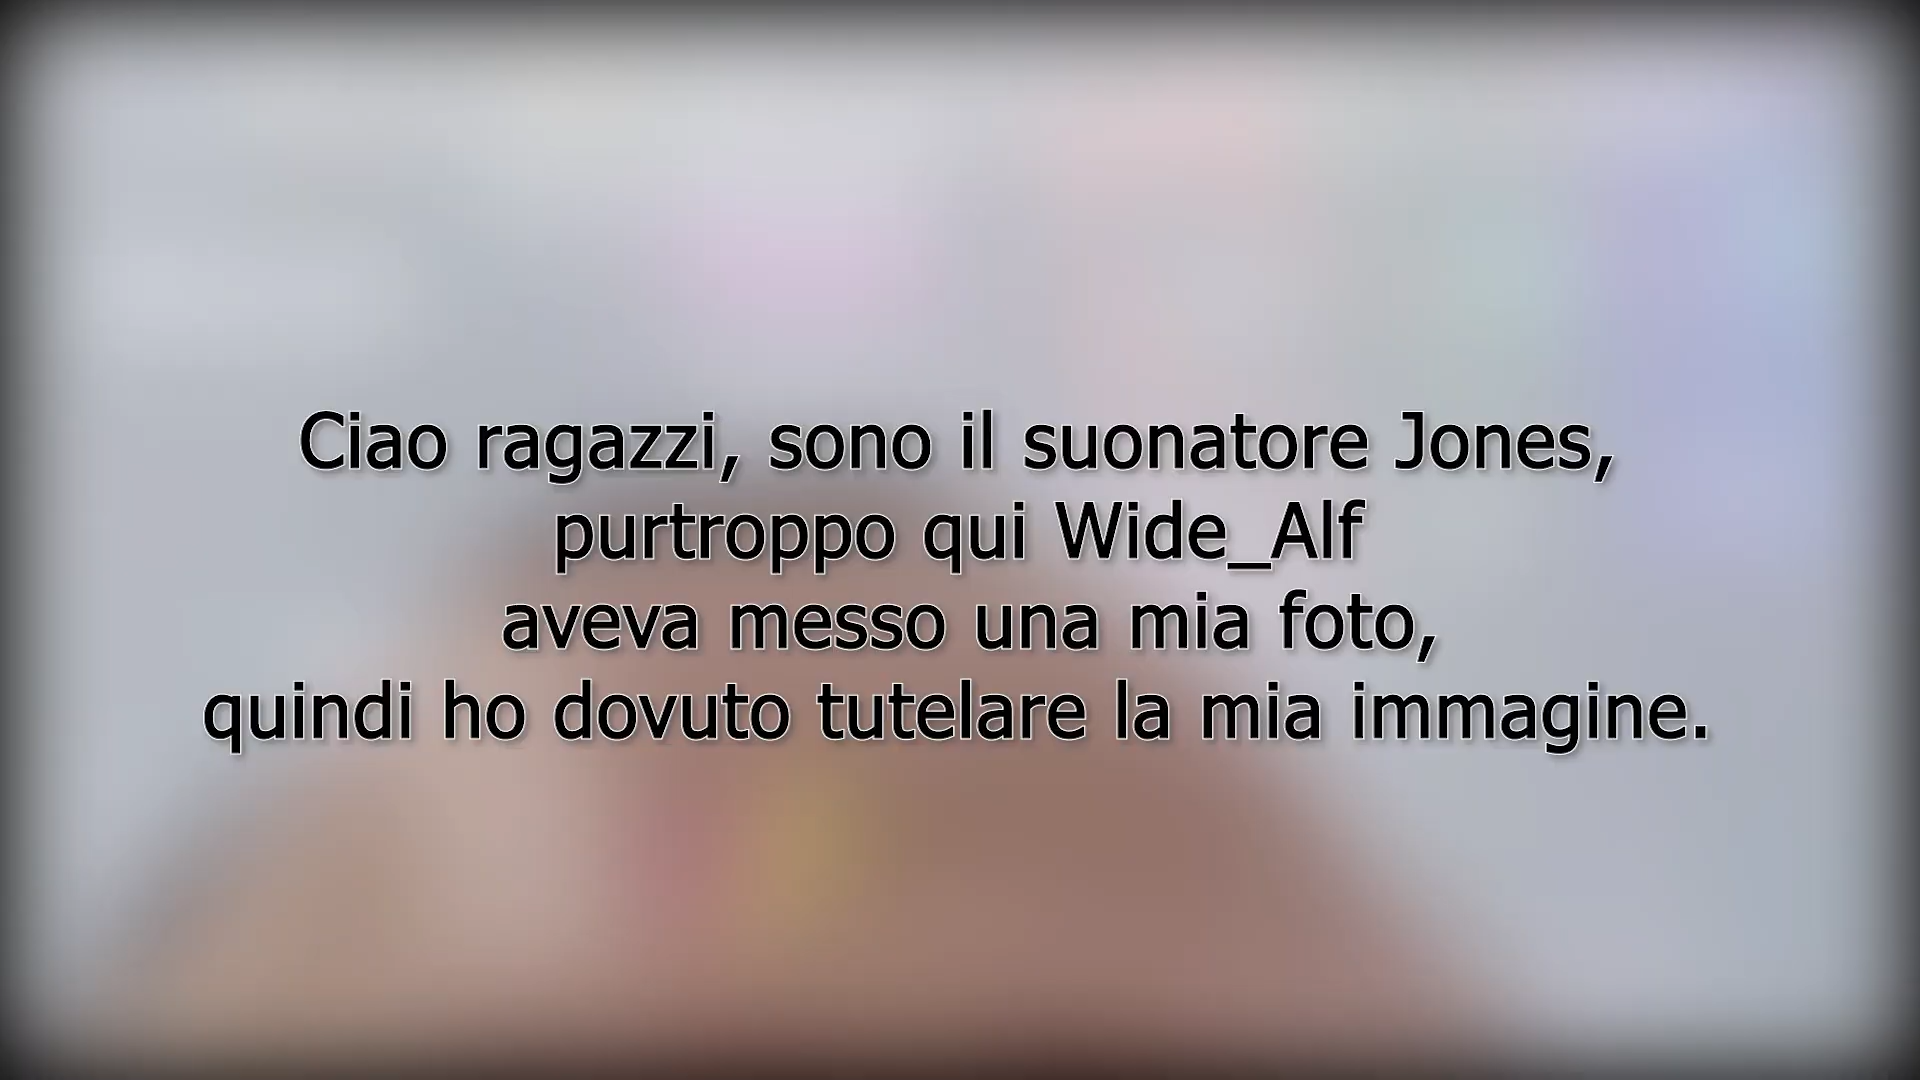 Ciao ragazzi, sono il suonatore Jones,
purtroppo qui Wide_Alf
aveva messo una mia foto,
quindi ho dovuto tutelare la mia immagine.